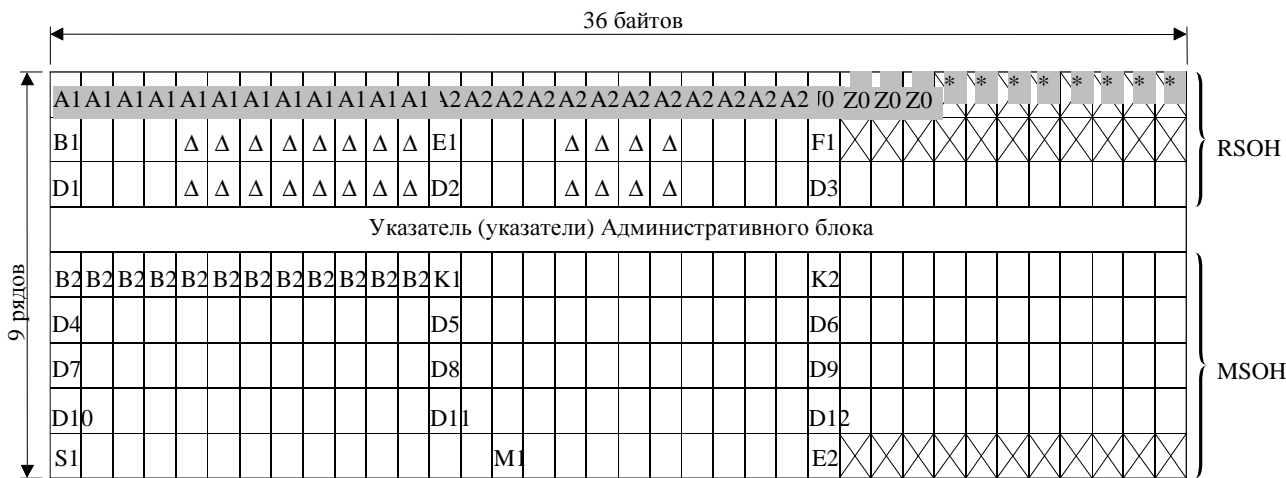 36 байтов
* * * * * * * *
A1 A1 A1 A1 A1 A1 A1 A1 A1 A1 A1 A1 A2 A2 A2 A2 A2 A2 A2 A2 A2 A2 A2 A2 J0 Z0 Z0 Z0
B1 Δ Δ Δ Δ Δ Δ Δ Δ E1 Δ Δ Δ Δ F1
RSOH
D1 Δ Δ Δ Δ Δ Δ Δ Δ D2 Δ Δ Δ Δ D3
Указатель (указатели) Административного блока
9 рядов
B2 B2 B2 B2 B2 B2 B2 B2 B2 B2 B2 B2 K1 K2
D4 D5 D6
D7 D8 D9
MSOH
D10 D11 D12
S1 M1 E2